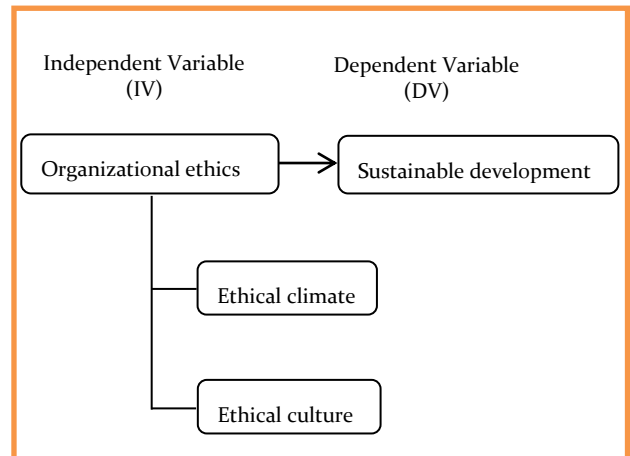 Independent Variable
(IV)
Dependent Variable
(DV)
Organizational ethics
Sustainable development
Ethical climate
Ethical culture